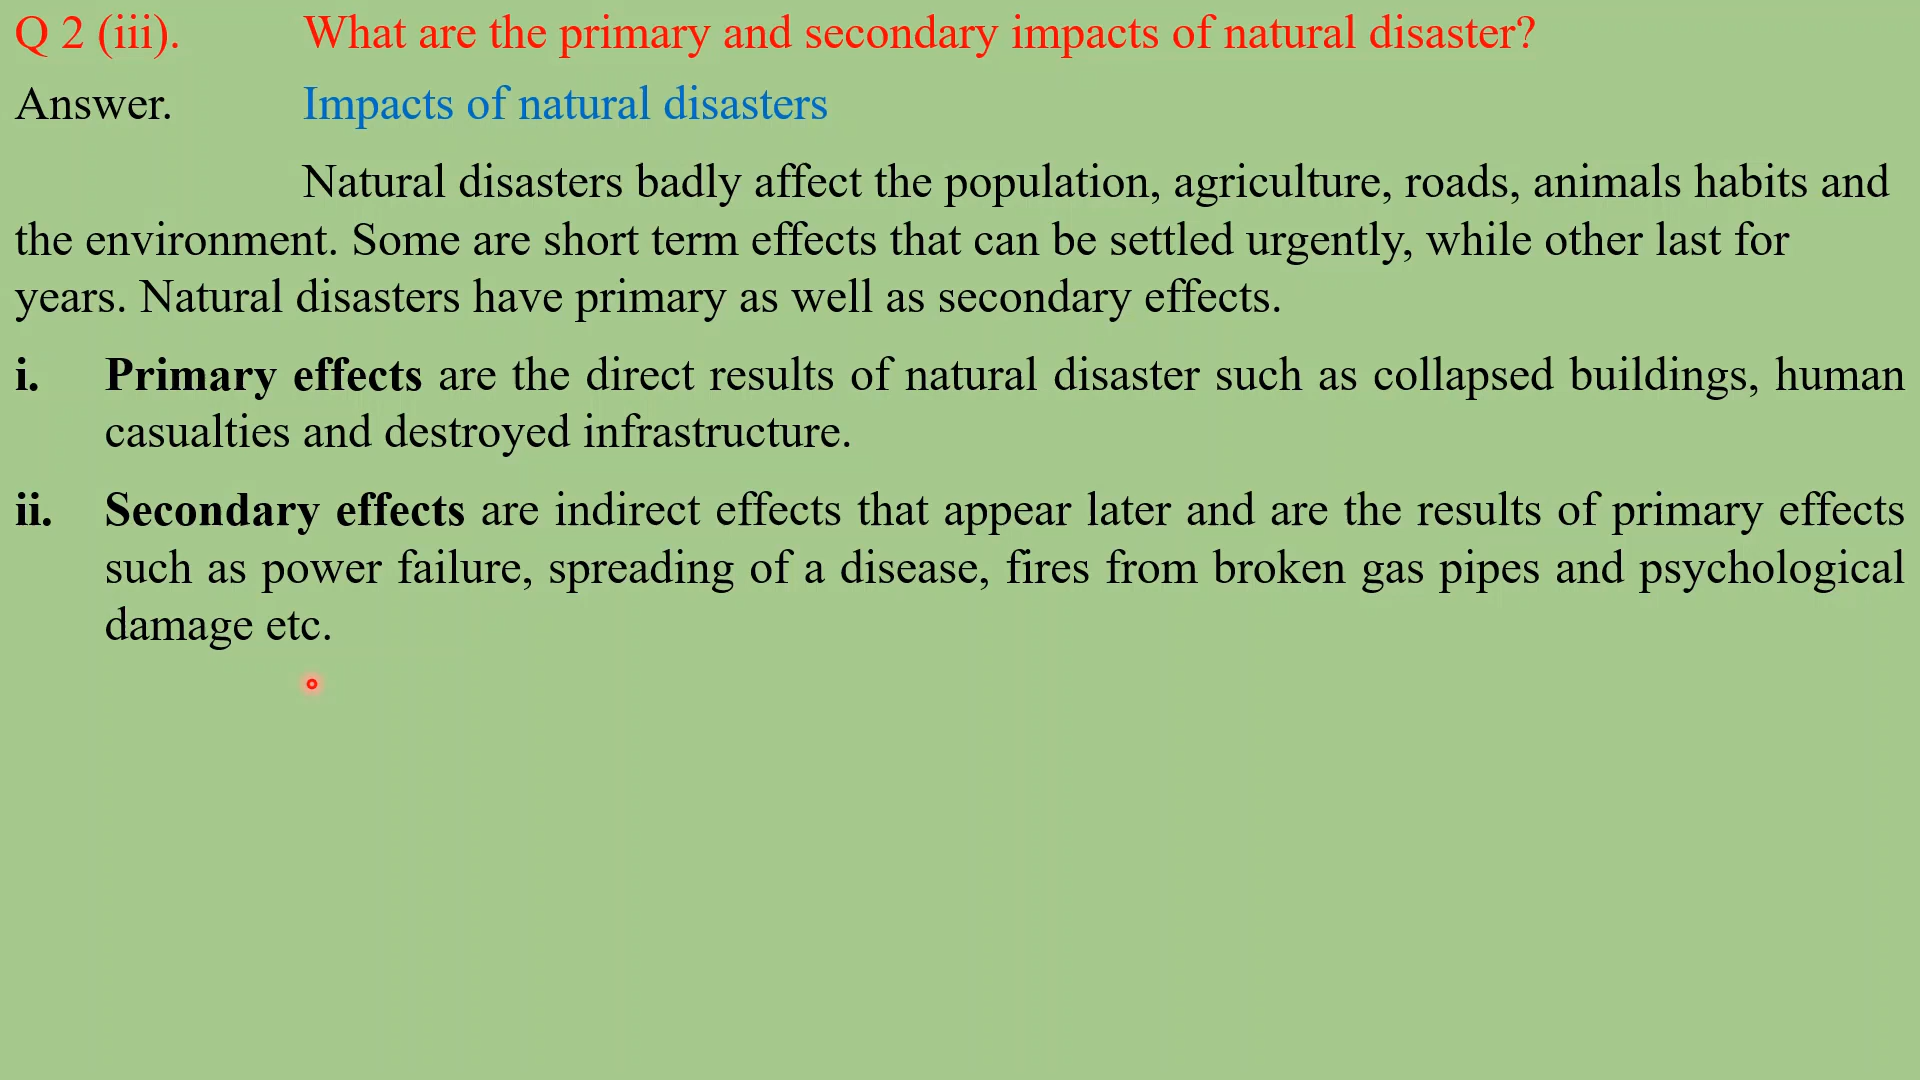 Q 2 (iii). What are the primary and secondary impacts of natural disaster?
Answer. Impacts of natural disasters
Natural disasters badly affect the population, agriculture, roads, animals habits and
the environment. Some are short term effects that can be settled urgently, while other last for
years. Natural disasters have primary as well as secondary effects.
i. Primary effects are the direct results of natural disaster such as collapsed buildings, human
casualties and destroyed infrastructure.
ii. Secondary effects are indirect effects that appear later and are the results of primary effects
such as power failure, spreading of a disease, fires from broken gas pipes and psychological
damage etc.